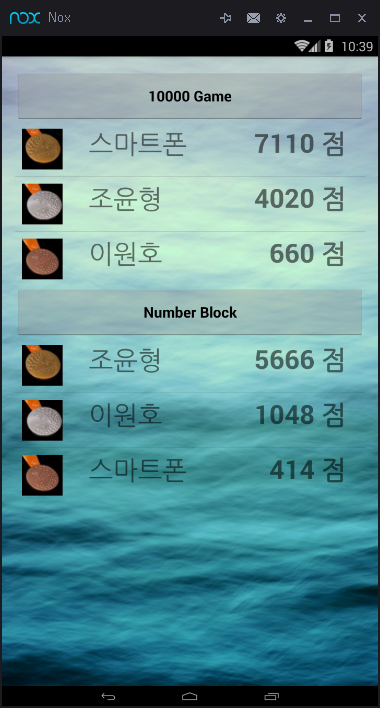 nox Nox
10:39
10000 Game
스마트폰 7110 점
조윤형 4020 점
이원호 660 점
Number Block
조윤형 5666 점
이원호 1048 점
스마트폰 414 점